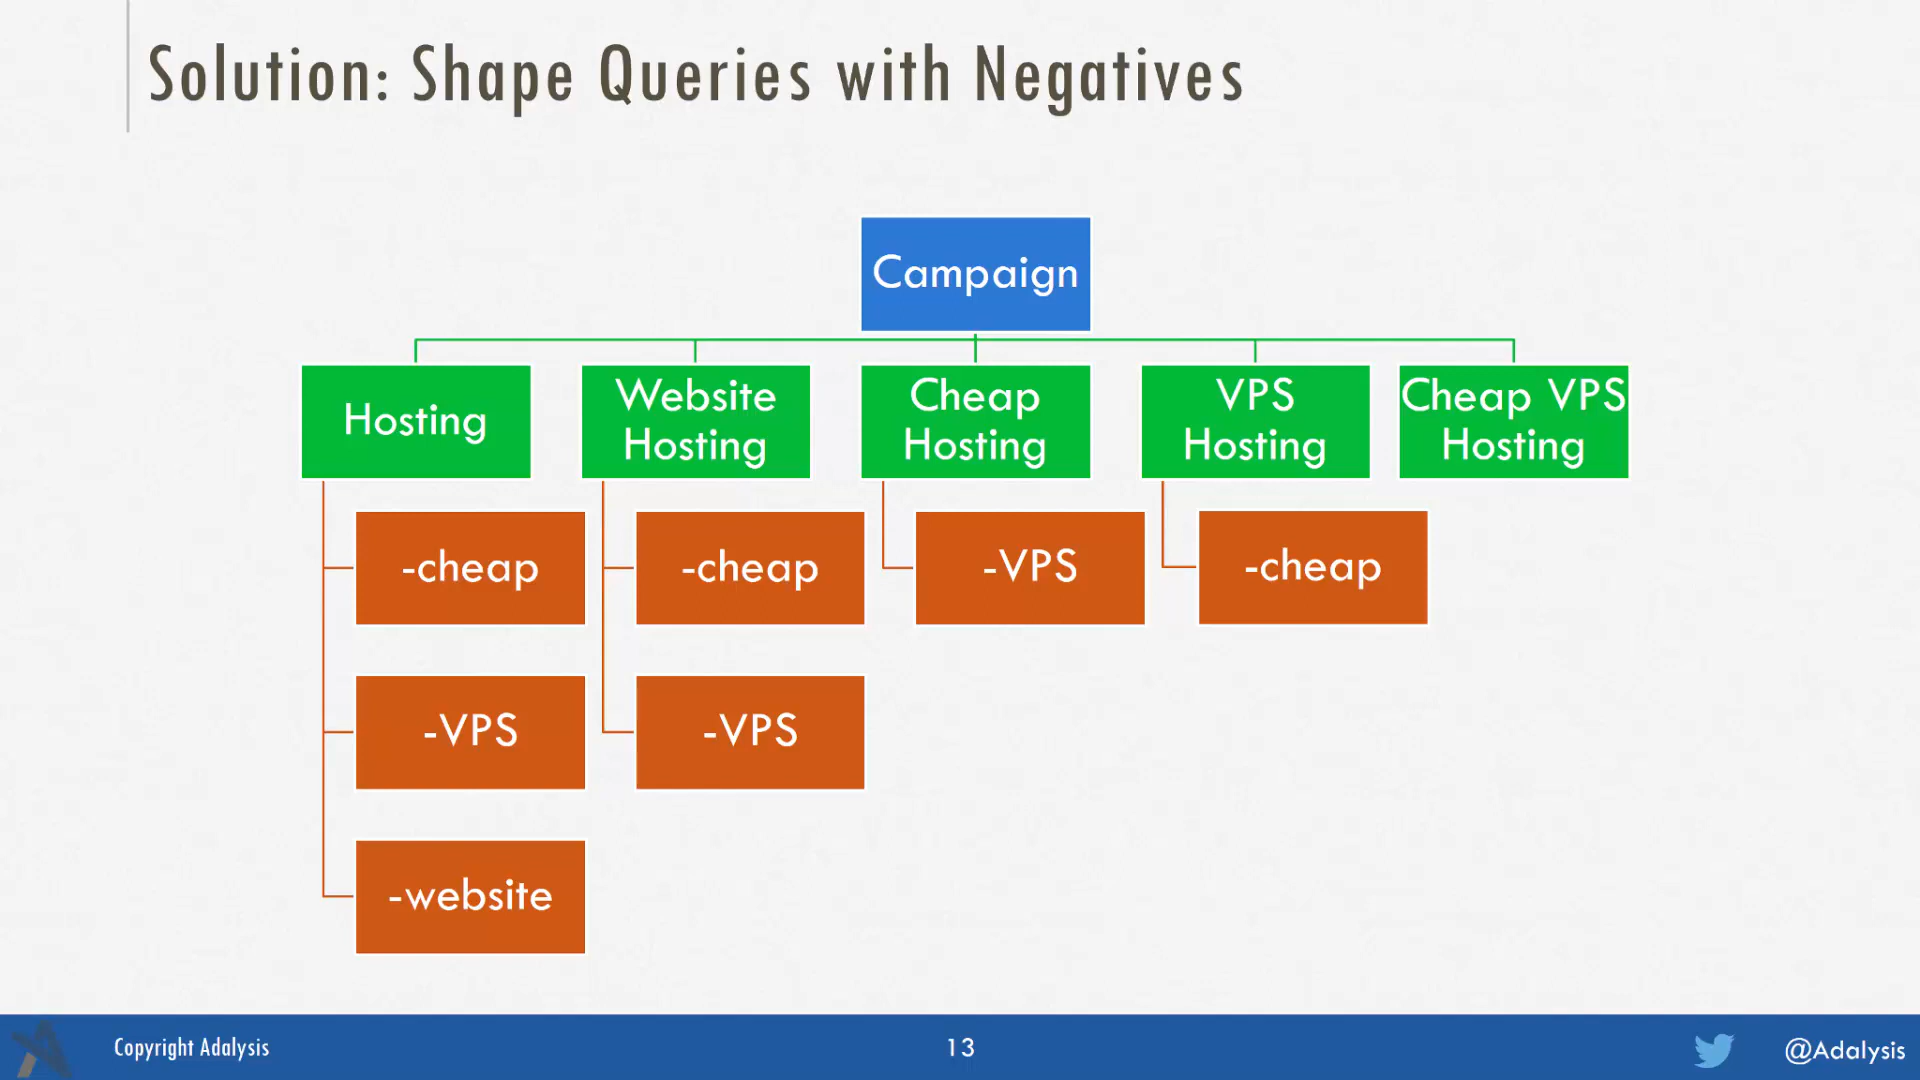 Solution: Shape Queries with Negatives
Campaign
Hosting
Website
Hosting
Cheap
Hosting
VPS
Hosting
Cheap VPS
Hosting
-cheap
-cheap
-VPS
-cheap
-VPS
-VPS
-website
Copyright Adalysis
13
@Adalysis